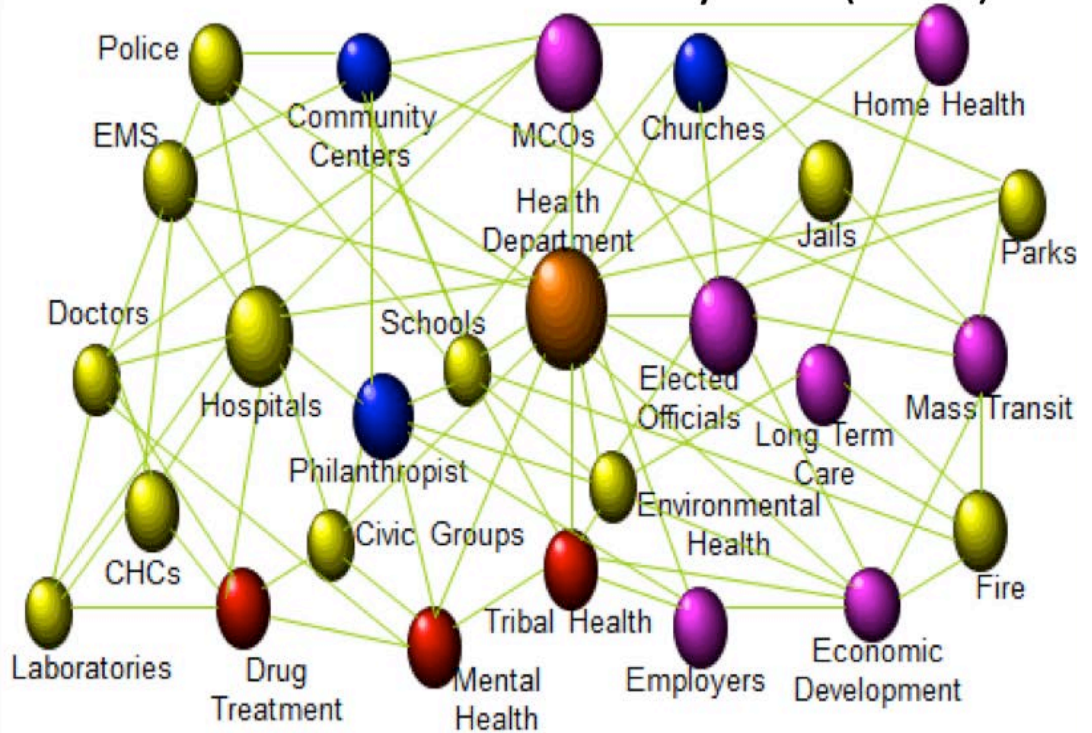 Police
Community
Centers
MCOs
Churches
Home Health
EMS
Health
Department
Jails
Parks
Doctors
Hospitals
Schools
Elected
Officials
Long Term
Care
Mass Transit
Philanthropist
CHCs
Civic Groups
Environmental
Health
Fire
Laboratories
Drug
Treatment
Mental
Health
Tribal Health
Employers
Economic
Development